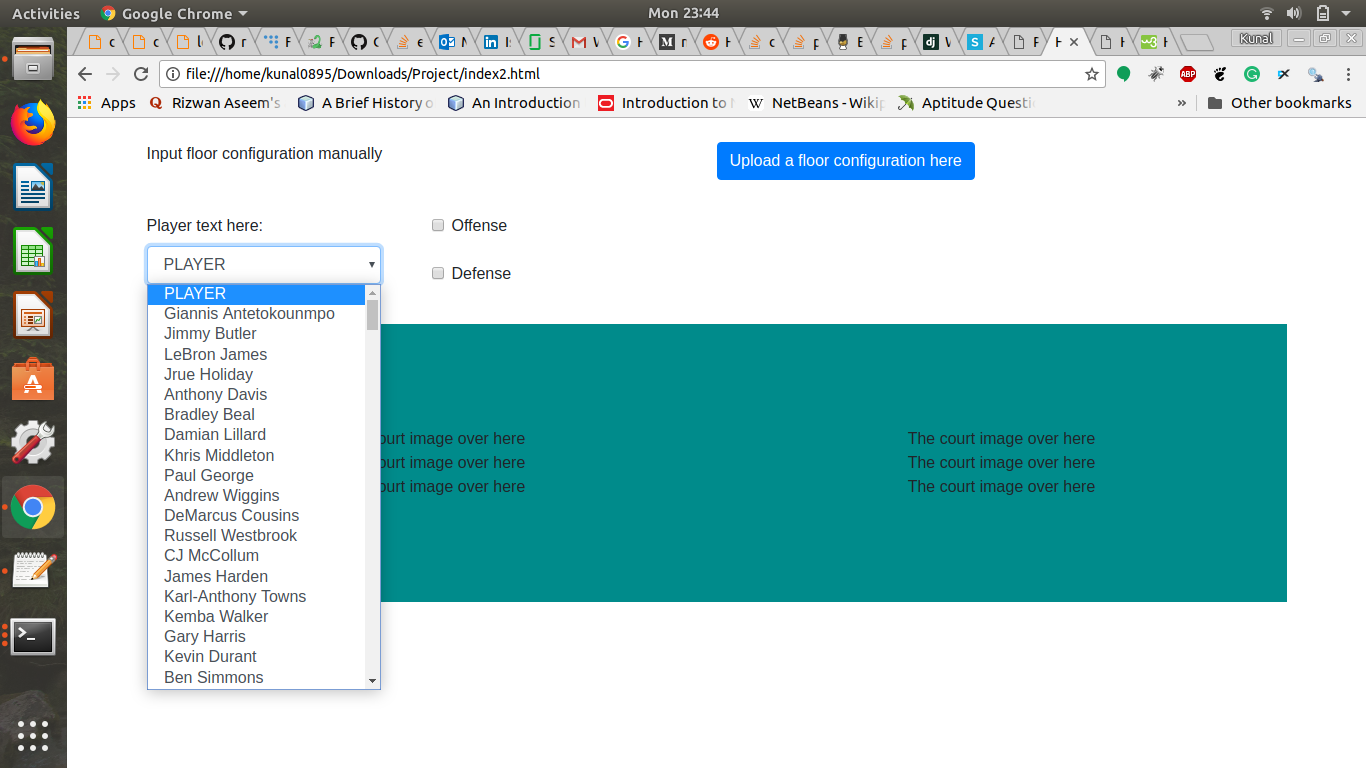 Activities Google Chrome Mon 23:44
Kunal
file:///home/kunal0895/Downloads/Project/index2.html
ABP
Apps Rizwan Aseem's A Brief History o An Introduction Introduction to NetBeans - Wikip Aptitude Questi » Other bookmarks
Input floor configuration manually
Upload a floor configuration here
Player text here:
Offense
PLAYER
Defense
PLAYER
Giannis Antetokounmpo
Jimmy Butler
LeBron James
Jrue Holiday
Anthony Davis
Bradley Beal
Damian Lillard
Khris Middleton
Paul George
Andrew Wiggins
DeMarcus Cousins
Russell Westbrook
CJ McCollum
James Harden
Karl-Anthony Towns
Kemba Walker
Gary Harris
Kevin Durant
Ben Simmons
ourt image over here
ourt image over here
ourt image over here
The court image over here
The court image over here
The court image over here